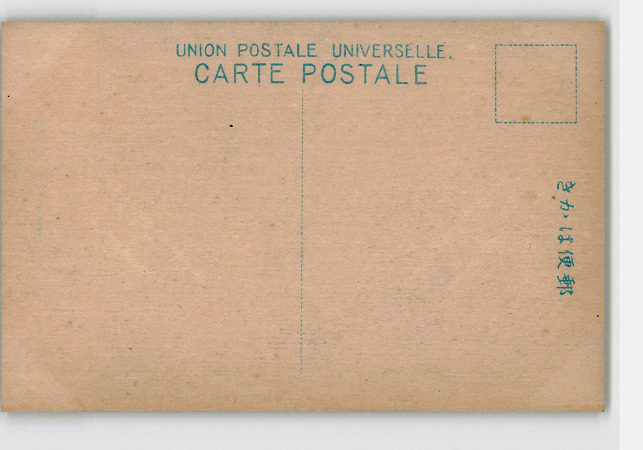 UNION POSTALE UNIVERSELLE.
CARTE POSTALE
きかは便郵